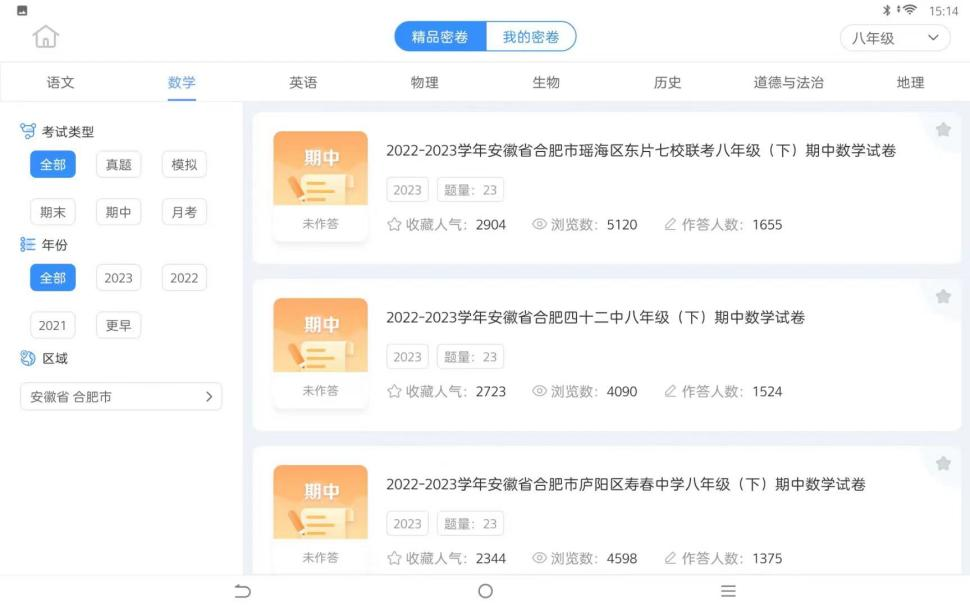 15:14
精品密卷 我的密卷
八年级
语文 数学 英语 物理 生物 历史 道德与法治 地理
考试类型
全部 真题 模拟
期末 期中 月考
年份
全部 2023 2022
2021 更早
区域
安徽省 合肥市
期中
未作答
2022-2023学年安徽省合肥市瑶海区东片七校联考八年级（下）期中数学试卷
2023 题量：23
收藏人气：2904 浏览数：5120 作答人数：1655
期中
未作答
2022-2023学年安徽省合肥四十二中八年级（下）期中数学试卷
2023 题量：23
收藏人气：2723 浏览数：4090 作答人数：1524
期中
未作答
2022-2023学年安徽省合肥市庐阳区寿春中学八年级（下）期中数学试卷
2023 题量：23
收藏人气：2344 浏览数：4598 作答人数：1375